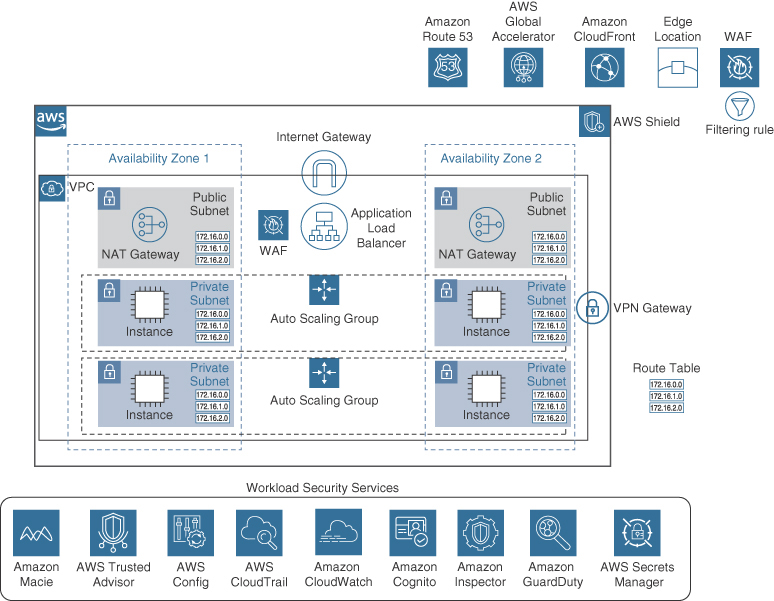 Amazon
Route 53
AWS
Global
Accelerator
Amazon
CloudFront
Edge
Location
WAF
53
Filtering rule
aws
AWS Shield
Internet Gateway
Availability Zone 1
Availability Zone 2
VPC
Public
Subnet
NAT Gateway
172.16.0.0
172.16.1.0
172.16.2.0
WAF
Application
Load
Balancer
Public
Subnet
NAT Gateway
172.16.0.0
172.16.1.0
172.16.2.0
Private
Subnet
Instance
172.16.0.0
172.16.1.0
172.16.2.0
Auto Scaling Group
Private
Subnet
Instance
172.16.0.0
172.16.1.0
172.16.2.0
VPN Gateway
Private
Subnet
Instance
172.16.0.0
172.16.1.0
172.16.2.0
Auto Scaling Group
Private
Subnet
Instance
172.16.0.0
172.16.1.0
172.16.2.0
Route Table
172.16.0.0
172.16.1.0
172.16.2.0
Workload Security Services
Amazon
Macie
AWS Trusted
Advisor
AWS
Config
AWS
CloudTrail
Amazon
CloudWatch
Amazon
Cognito
Amazon
Inspector
Amazon
GuardDuty
AWS Secrets
Manager